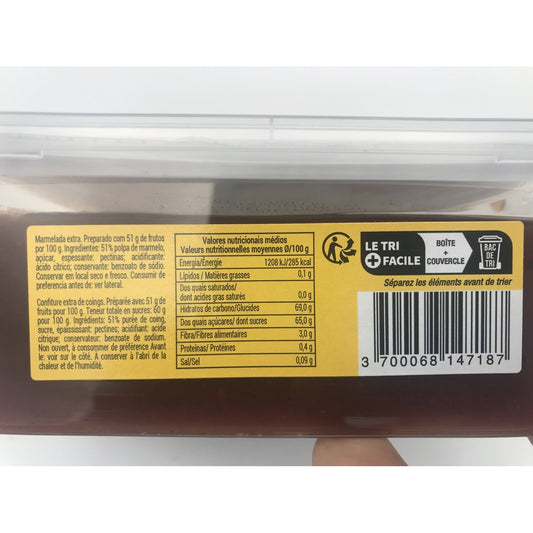 Marmelada extra. Preparado com 51 g de frutos
por 100 g. Ingredientes: 51% polpa de marmelo,
açúcar, espessante: pectinas; acidificante:
ácido cítrico; conservante: benzoato de sódio.
Conservar em local seco e fresco. Consumir de
preferencia antes de: ver lateral.
Confiture extra de coings. Préparée avec 51 g de
fruits pour 100 g. Teneur totale en sucres: 60 g
pour 100 g. Ingrédients: 51% purée de coing,
sucre, épaississant: pectines; acidifiant: acide
citrique; conservateur: benzoate de sodium.
Non ouvert, à consommer de préférence Avant
le: voir sur le côté. A conserver à l'abri de la
chaleur et de l'humidité.
Valores nutricionais médios
Valeurs nutritionnelles moyennes Ø/100 g
Energia/Énergie 1208 kJ/285 kcal
Lípidos / Matières grasses 0,1 g
Dos quais saturados/
dont acides gras saturés 0,0 g
Hidratos de carbono/Glucides 69,0 g
Dos quais açúcares/ dont sucres 65,0 g
Fibra/Fibres alimentaires 3,0 g
Proteínas/ Protéines 0,4 g
Sal/Sel 0,09 g
LE TRI
+ FACILE
BOÎTE
+
COUVERCLE
BAC
DE
TRI
Séparez les éléments avant de trier
3 700068 147187